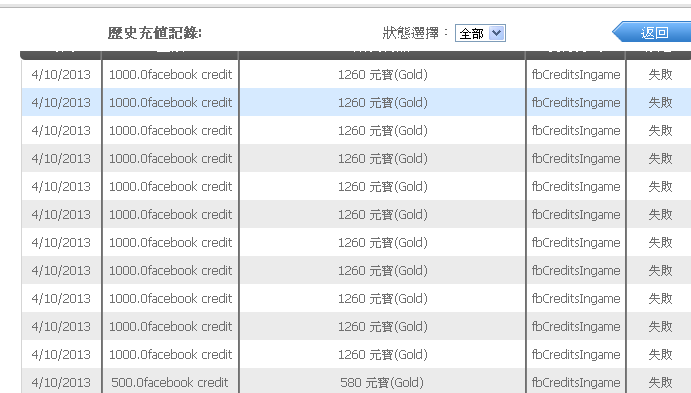 歷史充值記錄:
狀態選擇：全部
返回
4/10/2013 1000.0facebook credit 1260 元寶(Gold) fbCreditsIngame 失敗
4/10/2013 1000.0facebook credit 1260 元寶(Gold) fbCreditsIngame 失敗
4/10/2013 1000.0facebook credit 1260 元寶(Gold) fbCreditsIngame 失敗
4/10/2013 1000.0facebook credit 1260 元寶(Gold) fbCreditsIngame 失敗
4/10/2013 1000.0facebook credit 1260 元寶(Gold) fbCreditsIngame 失敗
4/10/2013 1000.0facebook credit 1260 元寶(Gold) fbCreditsIngame 失敗
4/10/2013 1000.0facebook credit 1260 元寶(Gold) fbCreditsIngame 失敗
4/10/2013 1000.0facebook credit 1260 元寶(Gold) fbCreditsIngame 失敗
4/10/2013 1000.0facebook credit 1260 元寶(Gold) fbCreditsIngame 失敗
4/10/2013 1000.0facebook credit 1260 元寶(Gold) fbCreditsIngame 失敗
4/10/2013 1000.0facebook credit 1260 元寶(Gold) fbCreditsIngame 失敗
4/10/2013 500.0facebook credit 580 元寶(Gold) fbCreditsIngame 失敗